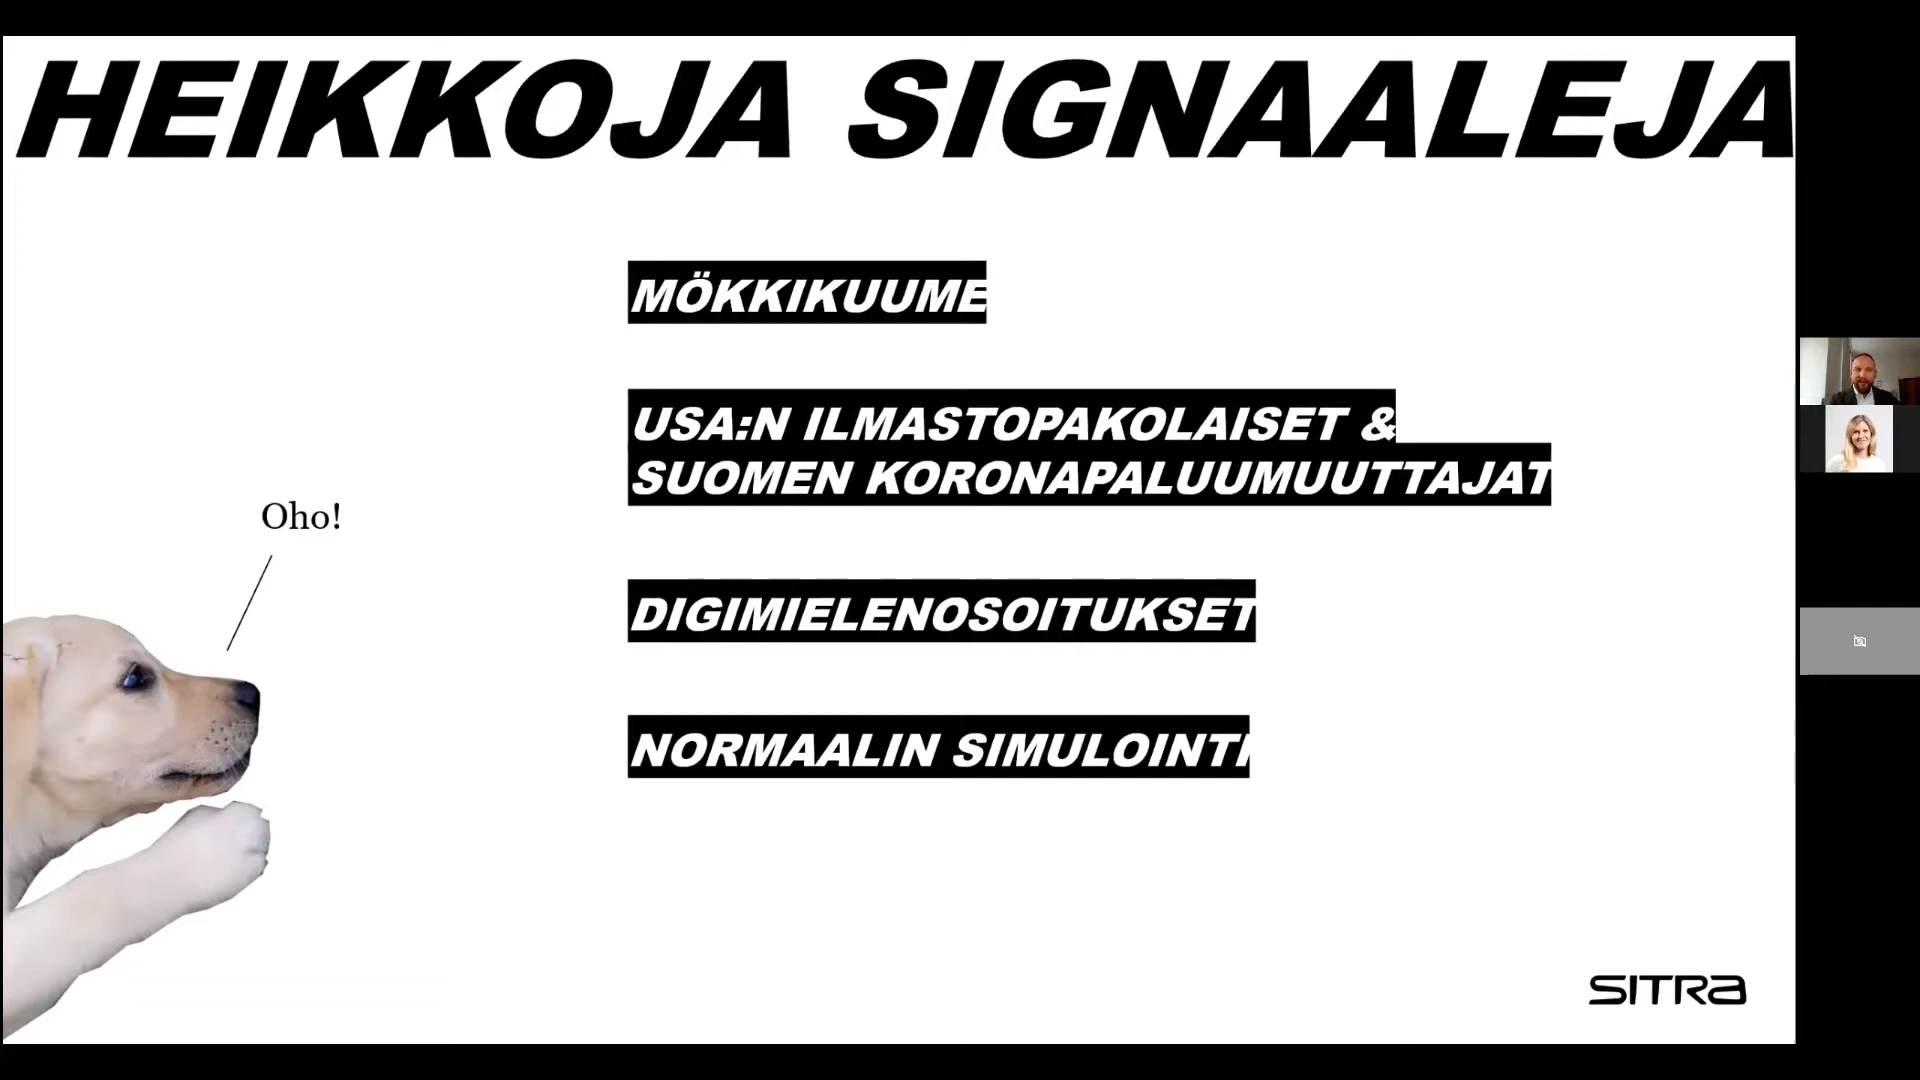 HEIKKOJA SIGNAALEJA
MÖKKIKUUME
USA:N ILMASTOPAKOLAISET &
SUOMEN KORONAPALUUMUUTTAJAT
Oho!
DIGIMIELENOSOITUKSET
NORMAALIN SIMULOINTI
SITRA